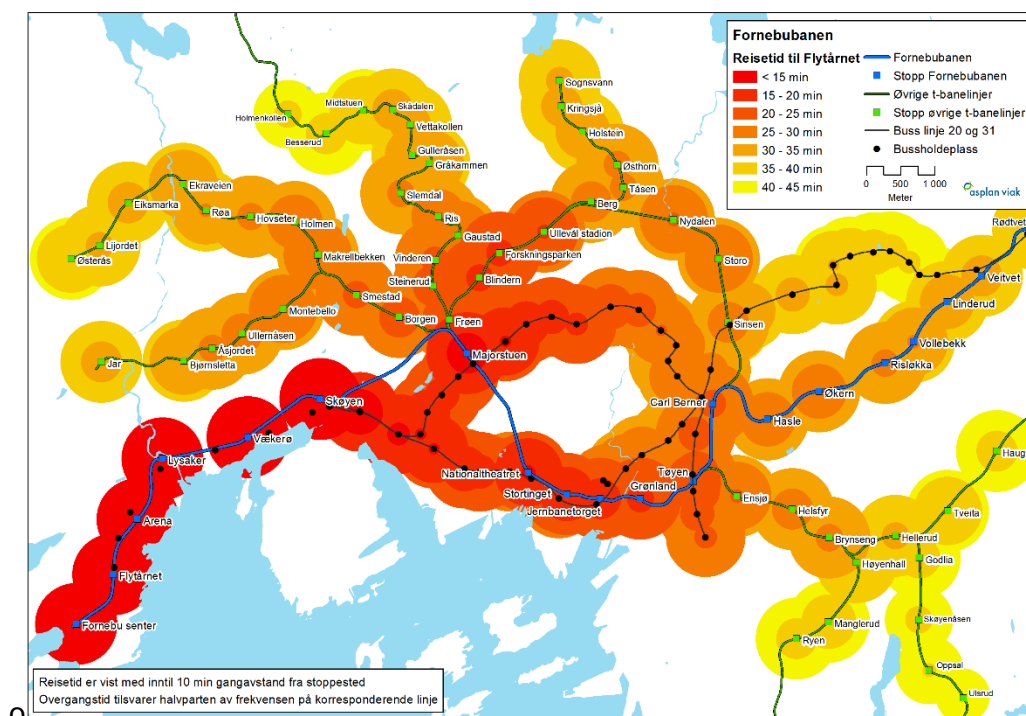 Fornebubanen
Reisetid til Flytårnet
< 15 min
15 - 20 min
20 - 25 min
25 - 30 min
30 - 35 min
35 - 40 min
40 - 45 min
Fornebubanen
Stopp Fornebubanen
Øvrige t-banelinjer
Stopp øvrige t-banelinjer
Buss linje 20 og 31
Bussholdeplass
0 500 1 000
Meter
asplan viak
Sognsvann
Kringsjå
Holstein
Østhorn
Tåsen
Berg
Ullevål stadion
Forskningsparken
Blindern
Nydalen
Storo
Sinsen
Midtstuen
Skådalen
Holmenkollen
Besserud
Vettakollen
Gulleråsen
Gråkammen
Slemdal
Ris
Gaustad
Vinderen
Steinerud
Frøen
Majorstuen
Ekraveien
Eiksmarka
Røa
Hovseter
Holmen
Lijordet
Østerås
Makrellbekken
Smestad
Borgen
Montebello
Ullernåsen
Åsjordet
Bjørnsletta
Jar
Skøyen
Vækerø
Lysaker
Arena
Flytårnet
Fornebu senter
Nationaltheatret
Stortinget
Jernbanetorget
Grønland
Tøyen
Carl Berner
Hasle
Økern
Risløkka
Vollebekk
Linderud
Veitvet
Rødtvet
Ensjø
Helsfyr
Brynseng
Hellerud
Høyenhall
Godlia
Tveita
Haug
Manglerud
Ryen
Skøyenåsen
Oppsal
Ulsrud
Reisetid er vist med inntil 10 min gangavstand fra stoppested
Overgangstid tilsvarer halvparten av frekvensen på korresponderende linje
o